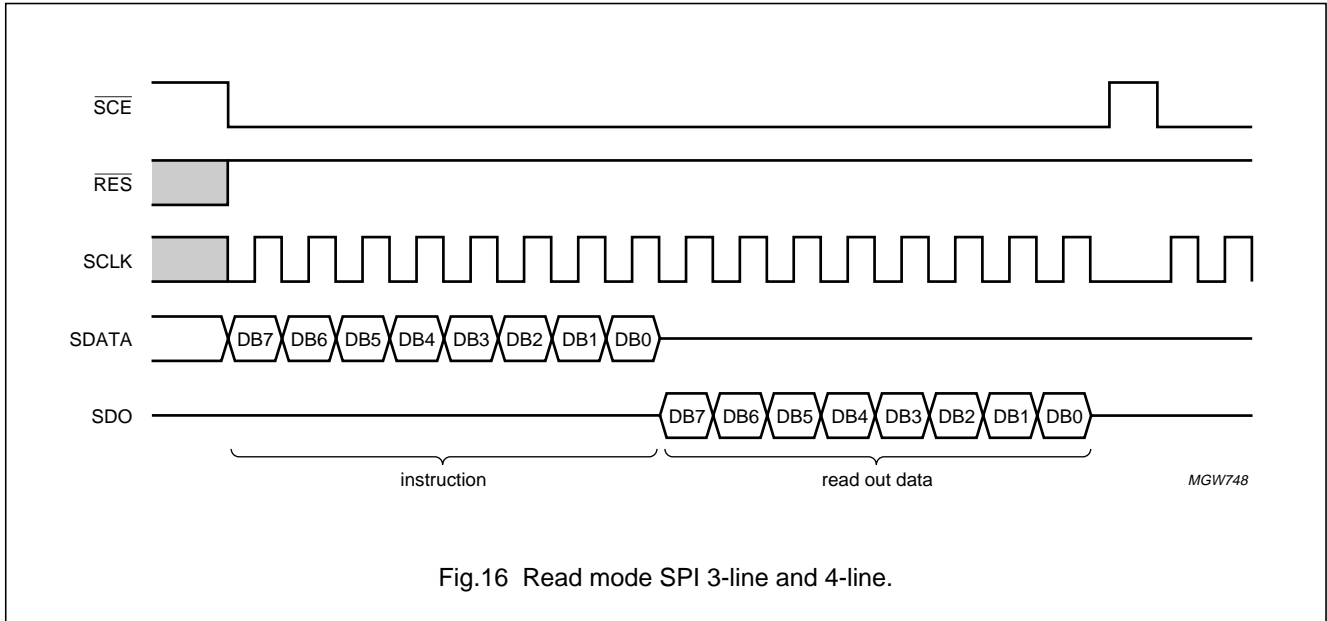 SCE
RES
SCLK
SDATA DB7 DB6 DB5 DB4 DB3 DB2 DB1 DB0
SDO DB7 DB6 DB5 DB4 DB3 DB2 DB1 DB0
instruction read out data MGW748
Fig.16 Read mode SPI 3-line and 4-line.